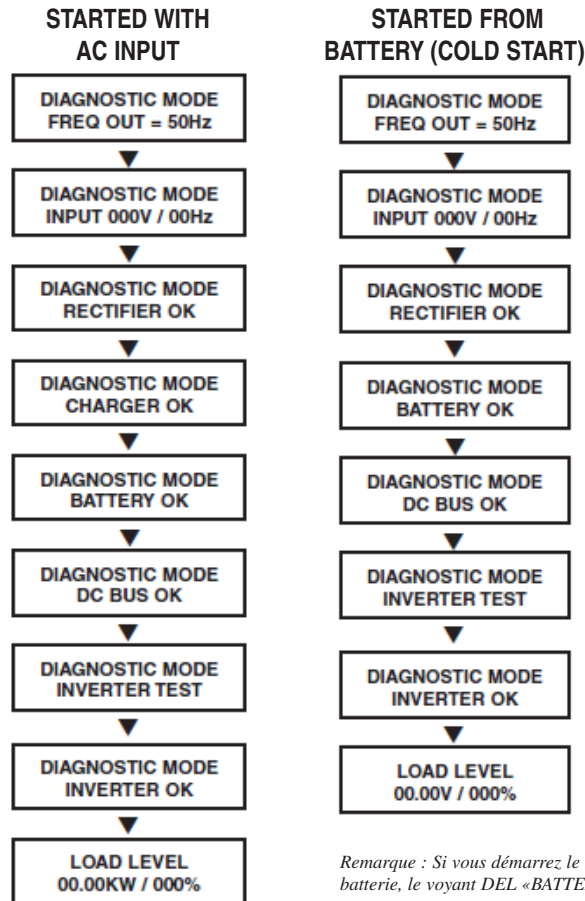 STARTED WITH
AC INPUT
DIAGNOSTIC MODE
FREQ OUT = 50Hz
DIAGNOSTIC MODE
INPUT 000V / 00Hz
DIAGNOSTIC MODE
RECTIFIER OK
DIAGNOSTIC MODE
CHARGER OK
DIAGNOSTIC MODE
BATTERY OK
DIAGNOSTIC MODE
DC BUS OK
DIAGNOSTIC MODE
INVERTER TEST
DIAGNOSTIC MODE
INVERTER OK
LOAD LEVEL
00.00KW / 000%
STARTED FROM
BATTERY (COLD START)
DIAGNOSTIC MODE
FREQ OUT = 50Hz
DIAGNOSTIC MODE
INPUT 000V / 00Hz
DIAGNOSTIC MODE
RECTIFIER OK
DIAGNOSTIC MODE
BATTERY OK
DIAGNOSTIC MODE
DC BUS OK
DIAGNOSTIC MODE
INVERTER TEST
DIAGNOSTIC MODE
INVERTER OK
LOAD LEVEL
00.00V / 000%
Remarque : Si vous démarrez le
batterie, le voyant DEL «BATTE